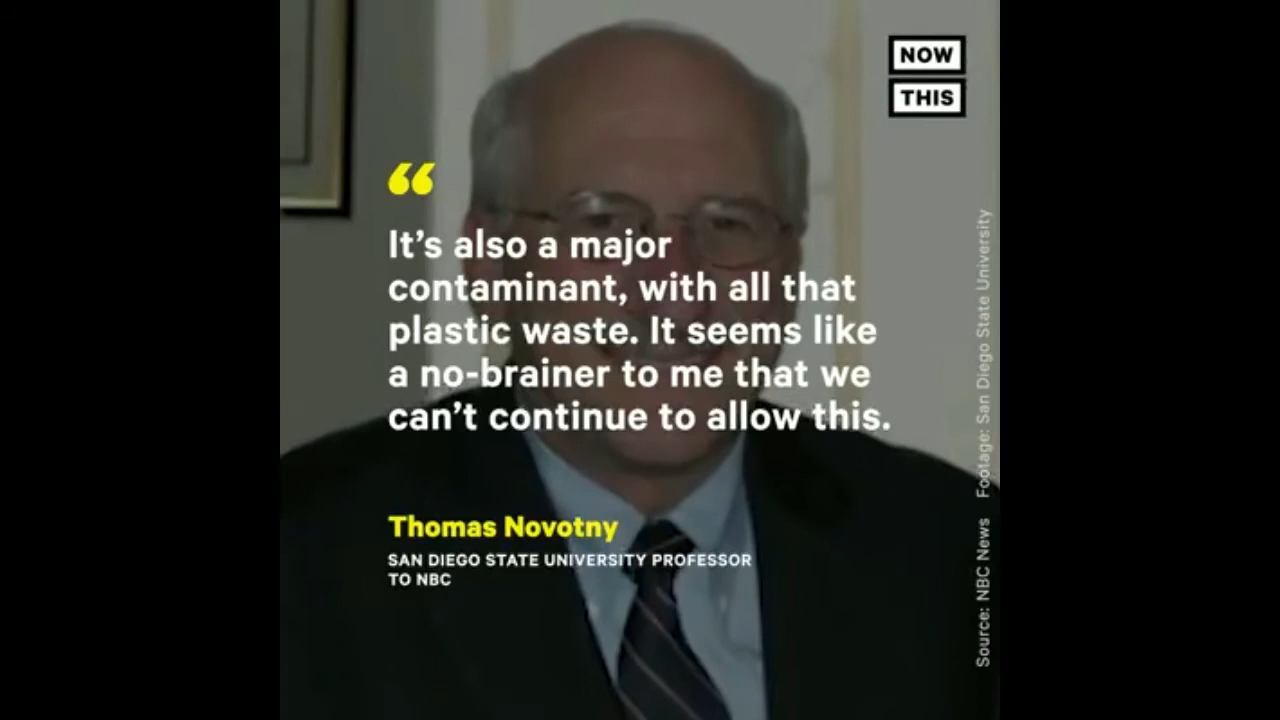 NOW
THIS
“
It’s also a major
contaminant, with all that
plastic waste. It seems like
a no-brainer to me that we
can’t continue to allow this.
Thomas Novotny
SAN DIEGO STATE UNIVERSITY PROFESSOR
TO NBC
Source: NBC News Footage: San Diego State University